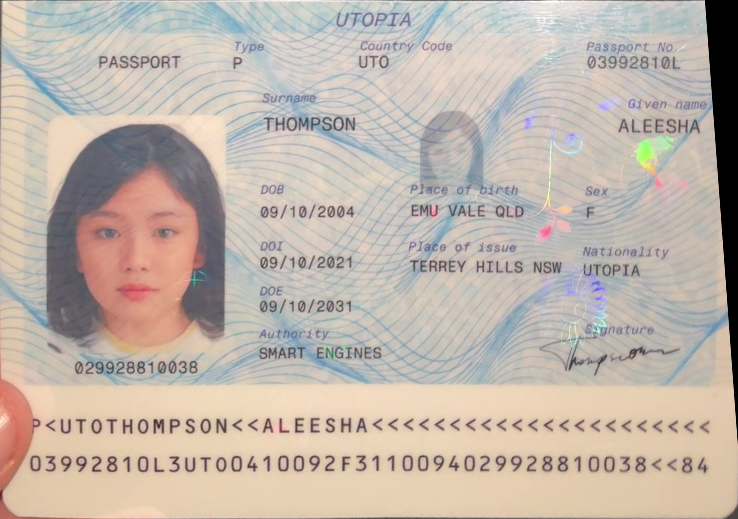 UTOPIA
Type Country Code Passport No.
PASSPORT P UTO 03992810L
Surname Given name
THOMPSON ALEESHA
DOB Place of birth Sex
09/10/2004 EMU VALE QLD F
DOI Place of issue Nationality
09/10/2021 TERREY HILLS NSW UTOPIA
DOE
09/10/2031
Authority Signature
SMART ENGINES Thompson
029928810038
P<UTOTHOMPSON<<ALEESHA<<<<<<<<<<<<<<<<<<<<<<
03992810L3UTO0410092F3110094029928810038<<84